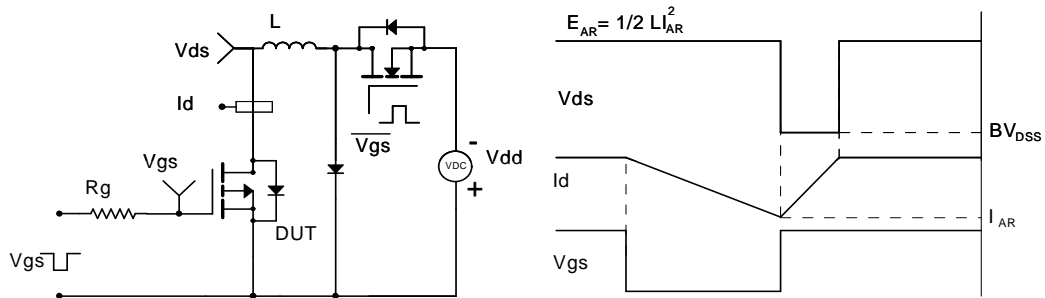 L
Vds
Id
Vgs
Rg
DUT
Vgs
Vgs
-
Vdd
VDC
+
E_AR= 1/2 LI_AR^2
Vds
BV_DSS
Id
I_AR
Vgs